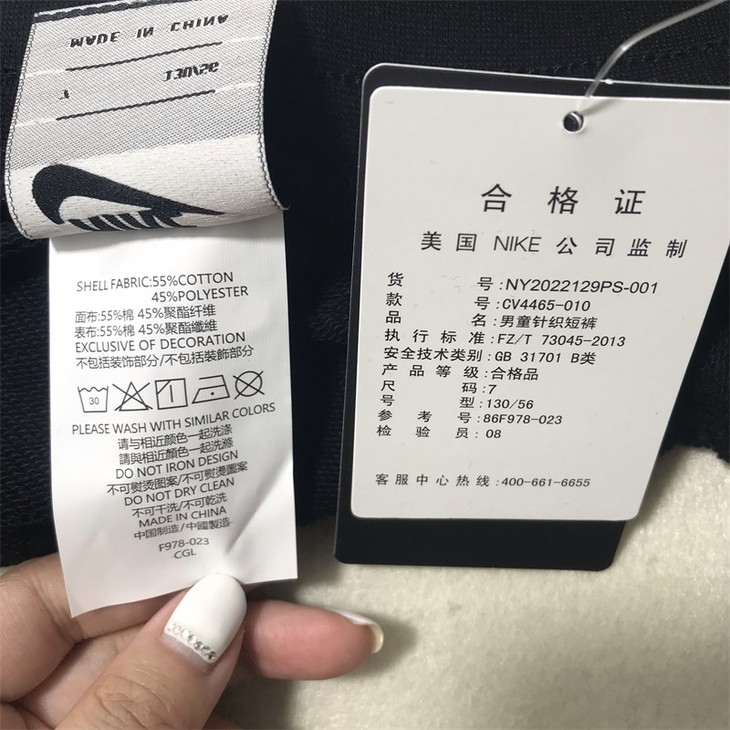 MADE IN CHINA
130/56
7
NIKE
SHELL FABRIC:55%COTTON
45%POLYESTER
面布:55%棉 45%聚酯纤维
表布:55%棉 45%聚酯纖維
EXCLUSIVE OF DECORATION
不包括装饰部分/不包括裝飾部分
30
PLEASE WASH WITH SIMILAR COLORS
请与相近颜色一起洗涤
請與相近顏色一起洗滌
DO NOT IRON DESIGN
不可熨烫图案/不可熨燙圖案
DO NOT DRY CLEAN
不可干洗/不可乾洗
MADE IN CHINA
中国制造/中國製造
F978-023
CGL
合格证
美国 NIKE 公司监制
货号:NY2022129PS-001
款号:CV4465-010
品名:男童针织短裤
执行标准:FZ/T 73045-2013
安全技术类别:GB 31701 B类
产品等级:合格品
尺码:7
号型:130/56
参考号:86F978-023
检验员:08
客服中心热线:400-661-6655